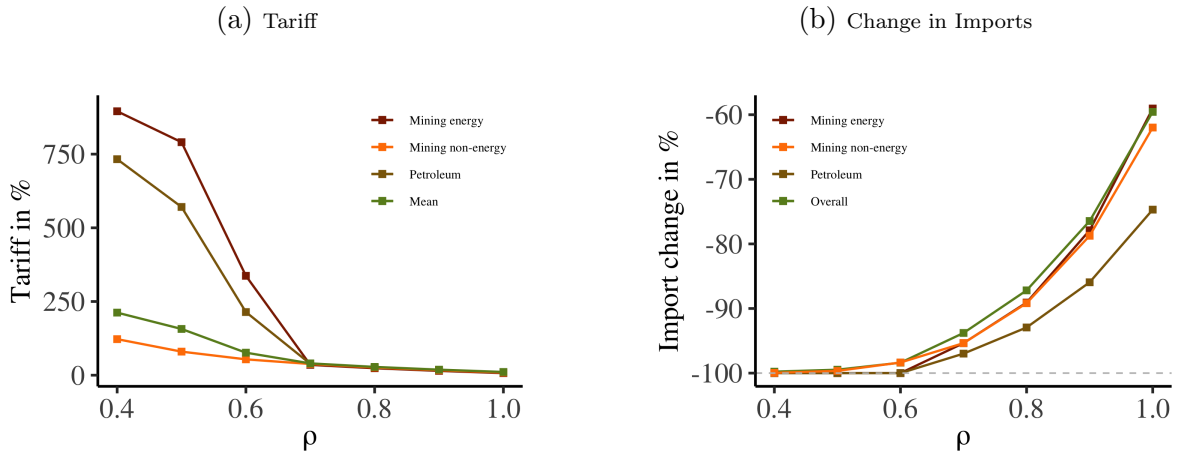 (a) Tariff
Tariff in %
750
500
250
0
0.4 0.6 0.8 1.0
ρ
Mining energy
Mining non-energy
Petroleum
Mean
(b) Change in Imports
Import change in %
-60
-70
-80
-90
-100
0.4 0.6 0.8 1.0
ρ
Mining energy
Mining non-energy
Petroleum
Overall